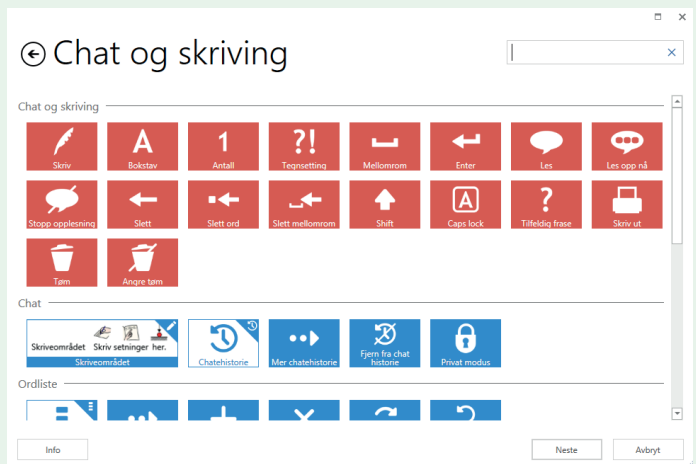 Chat og skriving
Chat og skriving
A
1
?!
Skriv
Bokstav
Antall
Tegnsetting
Mellomrom
Enter
Les
Les opp nå
A
?
Stopp opplesning
Slett
Slett ord
Slett mellomrom
Shift
Caps lock
Tilfeldig frase
Skriv ut
Tøm
Angre tøm
Chat
Skriveområdet Skriv setninger her.
Skriveområdet
Chatehistorie
Mer chatehistorie
Fjern fra chat
historie
Privat modus
Ordliste
Info
Neste
Avbryt